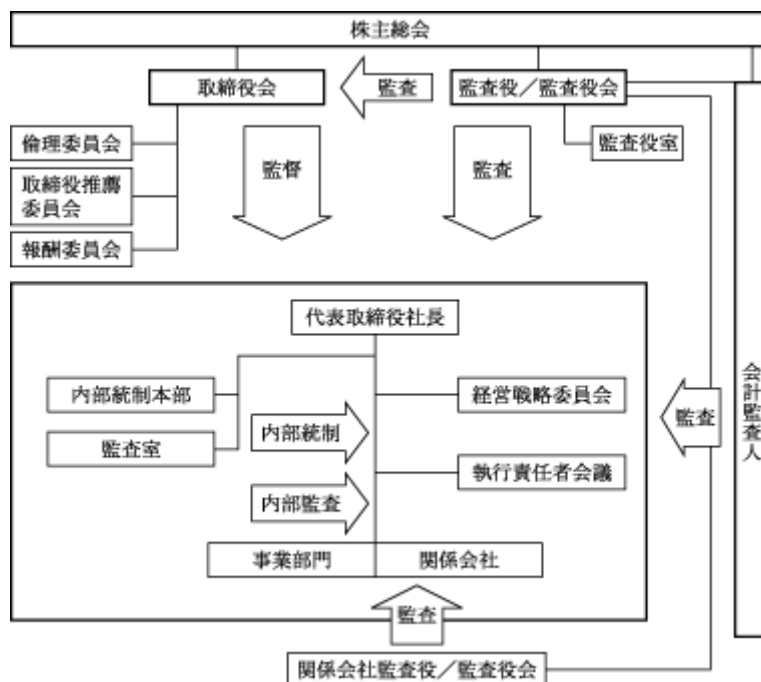 株主総会
取締役会
監査
監査役／監査役会
倫理委員会
監督
監査
監査役室
取締役推薦
委員会
報酬委員会
代表取締役社長
内部統制本部
経営戦略委員会
監査
会計監査人
内部統制
監査室
執行責任者会議
内部監査
事業部門
関係会社
監査
関係会社監査役／監査役会